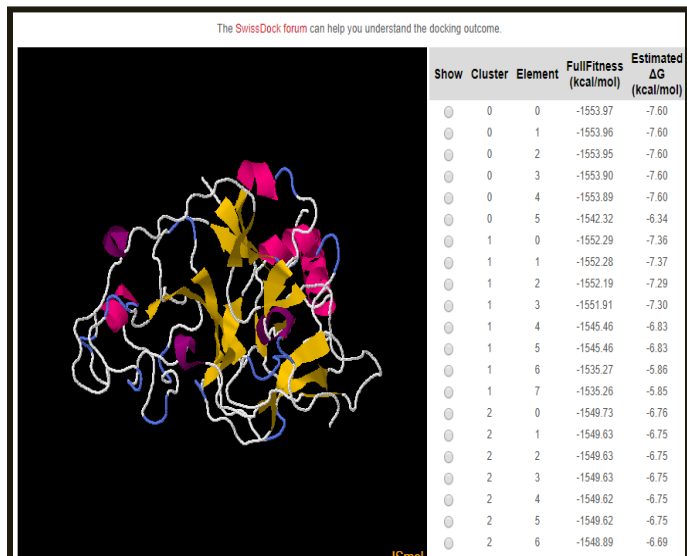 The SwissDock forum can help you understand the docking outcome.
Show Cluster Element FullFitness (kcal/mol) Estimated ΔG (kcal/mol)
0 0 -1553.97 -7.60
0 1 -1553.96 -7.60
0 2 -1553.95 -7.60
0 3 -1553.90 -7.60
0 4 -1553.89 -7.60
0 5 -1542.32 -6.34
1 0 -1552.29 -7.36
1 1 -1552.28 -7.37
1 2 -1552.19 -7.29
1 3 -1551.91 -7.30
1 4 -1545.46 -6.83
1 5 -1545.46 -6.83
1 6 -1535.27 -5.86
1 7 -1535.26 -5.85
2 0 -1549.73 -6.76
2 1 -1549.63 -6.75
2 2 -1549.63 -6.75
2 3 -1549.63 -6.75
2 4 -1549.62 -6.75
2 5 -1549.62 -6.75
2 6 -1548.89 -6.69